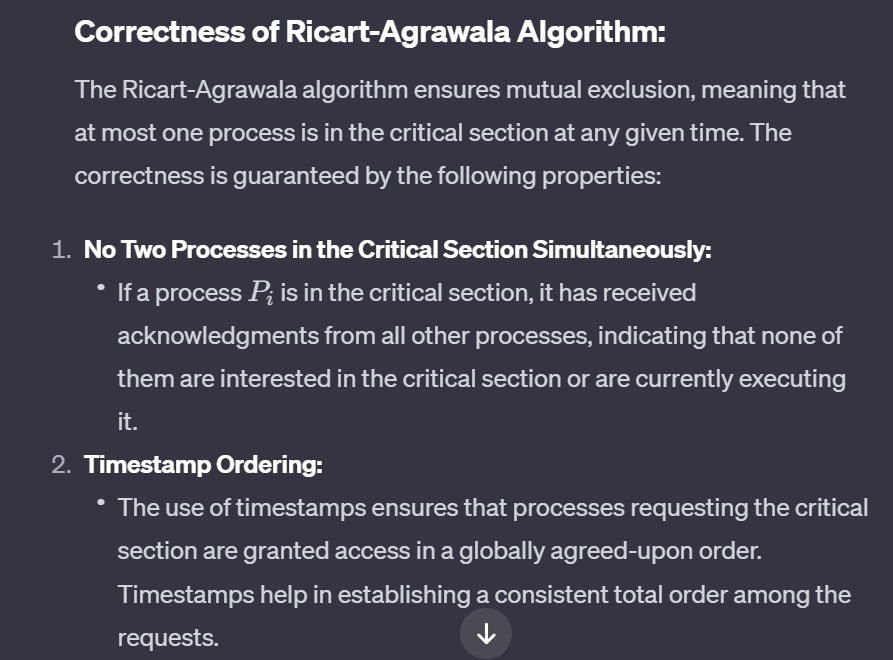 Correctness of Ricart-Agrawala Algorithm:
The Ricart-Agrawala algorithm ensures mutual exclusion, meaning that
at most one process is in the critical section at any given time. The
correctness is guaranteed by the following properties:
1. No Two Processes in the Critical Section Simultaneously:
• If a process Pᵢ is in the critical section, it has received
acknowledgments from all other processes, indicating that none of
them are interested in the critical section or are currently executing
it.
2. Timestamp Ordering:
• The use of timestamps ensures that processes requesting the critical
section are granted access in a globally agreed-upon order.
Timestamps help in establishing a consistent total order among the
requests.